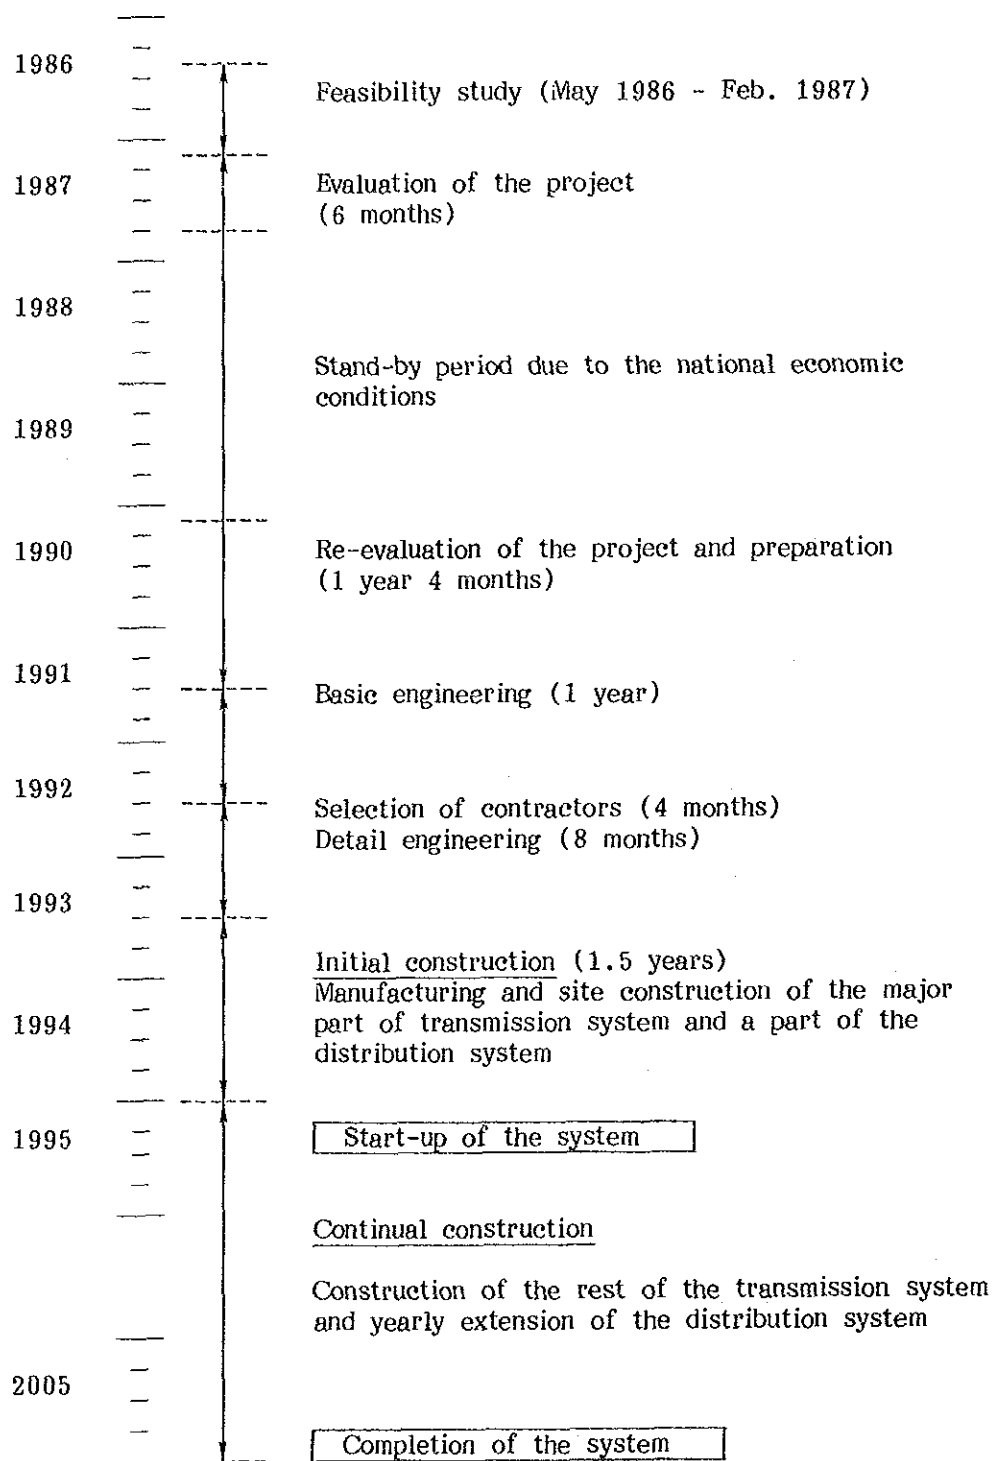 1986
Feasibility study (May 1986 - Feb. 1987)
1987
Evaluation of the project
(6 months)
1988
Stand-by period due to the national economic
conditions
1989
1990
Re-evaluation of the project and preparation
(1 year 4 months)
1991
Basic engineering (1 year)
1992
Selection of contractors (4 months)
Detail engineering (8 months)
1993
Initial construction (1.5 years)
Manufacturing and site construction of the major
part of transmission system and a part of the
distribution system
1994
1995
Start-up of the system
Continual construction
Construction of the rest of the transmission system
and yearly extension of the distribution system
2005
Completion of the system